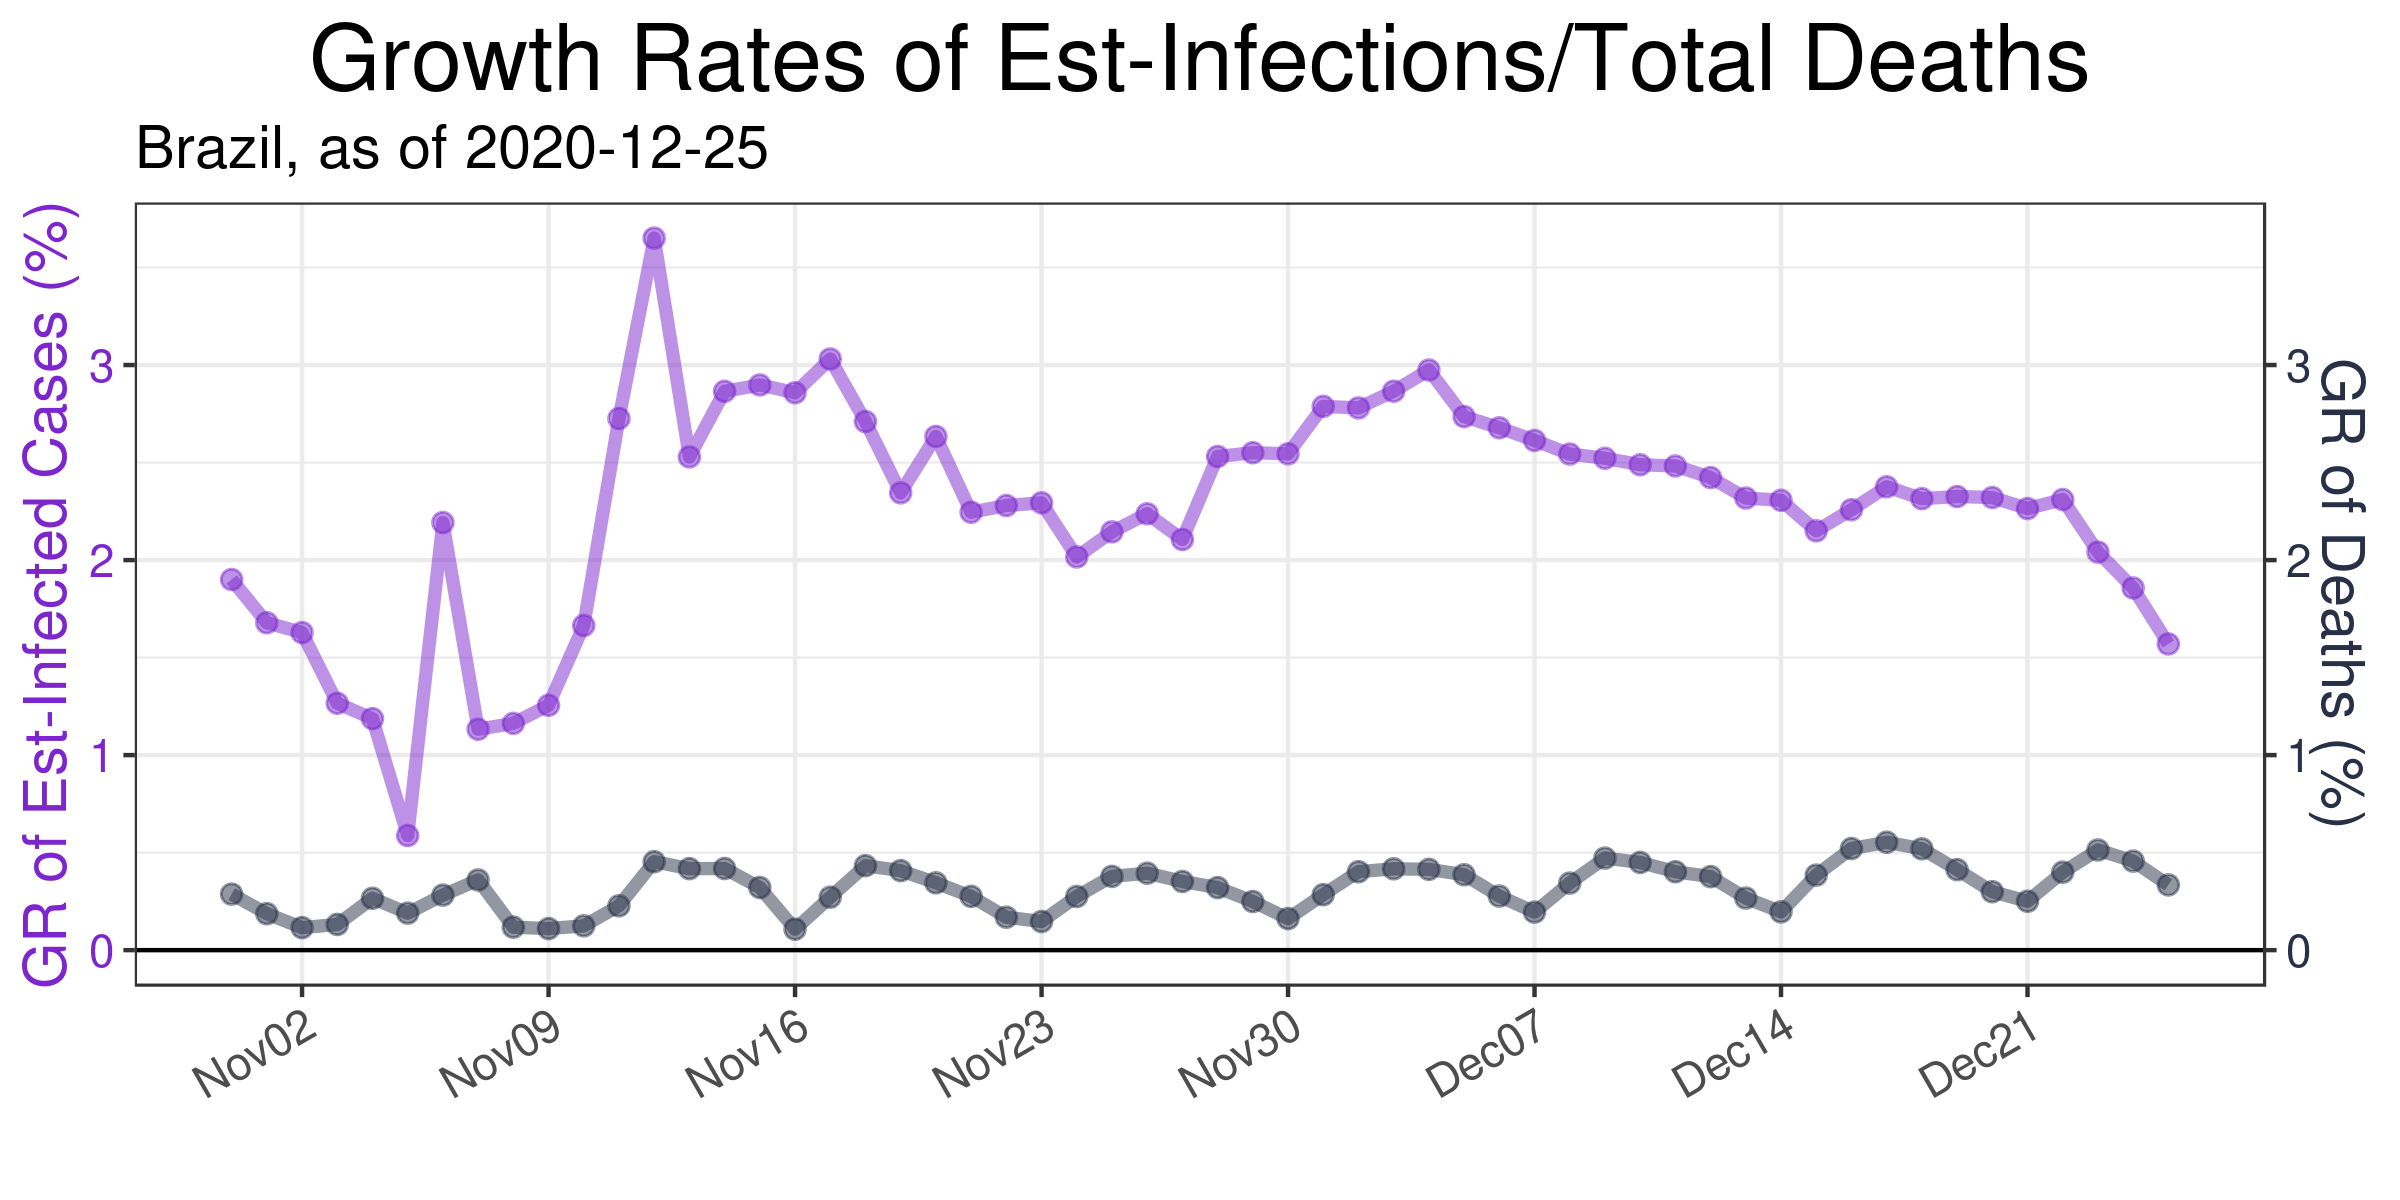 Growth Rates of Est-Infections/Total Deaths
Brazil, as of 2020-12-25
GR of Est-Infected Cases (%)
3
2
1
0
3
2
1
0
GR of Deaths (%)
Nov02
Nov09
Nov16
Nov23
Nov30
Dec07
Dec14
Dec21